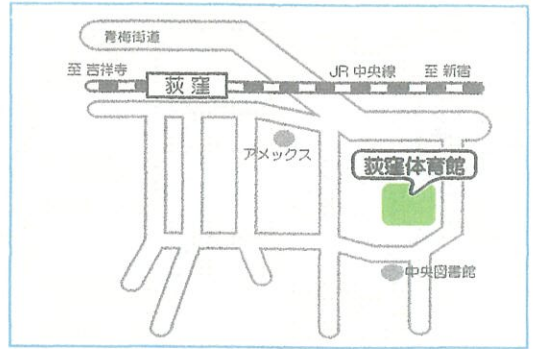 青梅街道
至 吉祥寺
荻窪
JR 中央線
至 新宿
アメックス
荻窪体育館
中央図書館